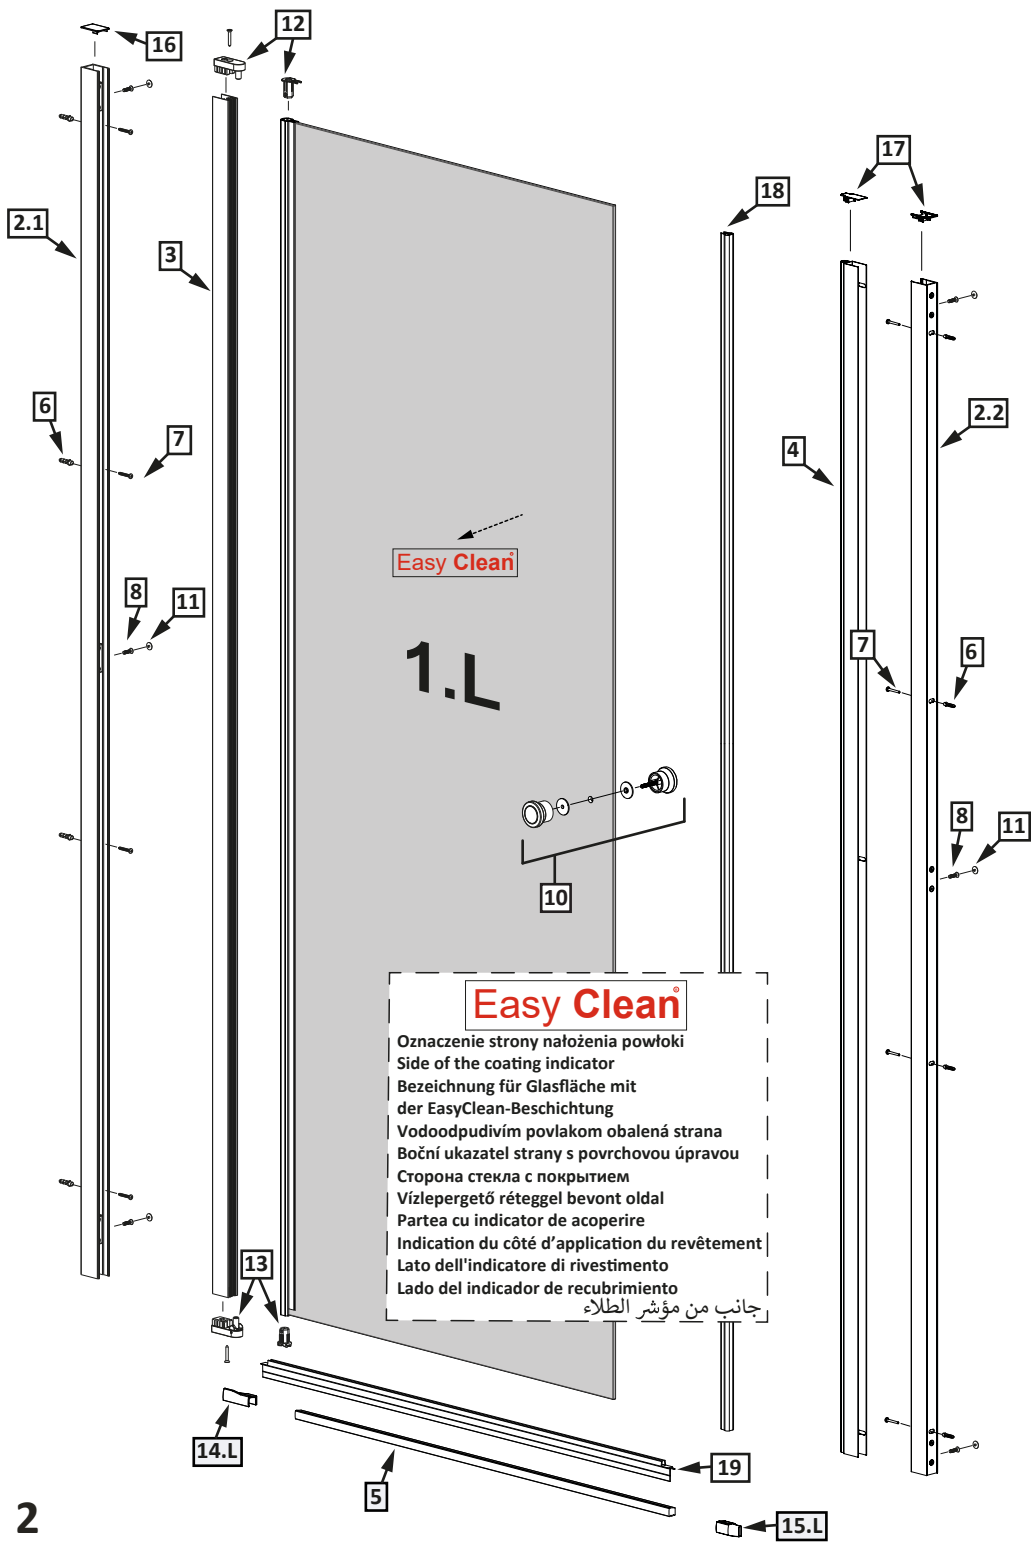 16
12
17
18
2.1
3
6
7
2.2
4
Easy Clean®
8
11
1.L
7
6
10
8
11
Easy Clean®
Oznaczenie strony nałożenia powłoki
Side of the coating indicator
Bezeichnung für Glasfläche mit
der EasyClean-Beschichtung
Vodoodpudivím povlakom obalená strana
Boční ukazatel strany s povrchovou úpravou
Сторона стекла с покрытием
Vízlepergető réteggel bevont oldal
Partea cu indicator de acoperire
Indication du côté d’application du revêtement
Lato dell'indicatore di rivestimento
Lado del indicador de recubrimiento
جانب من مؤشر الطلاء
13
14.L
5
19
15.L
2